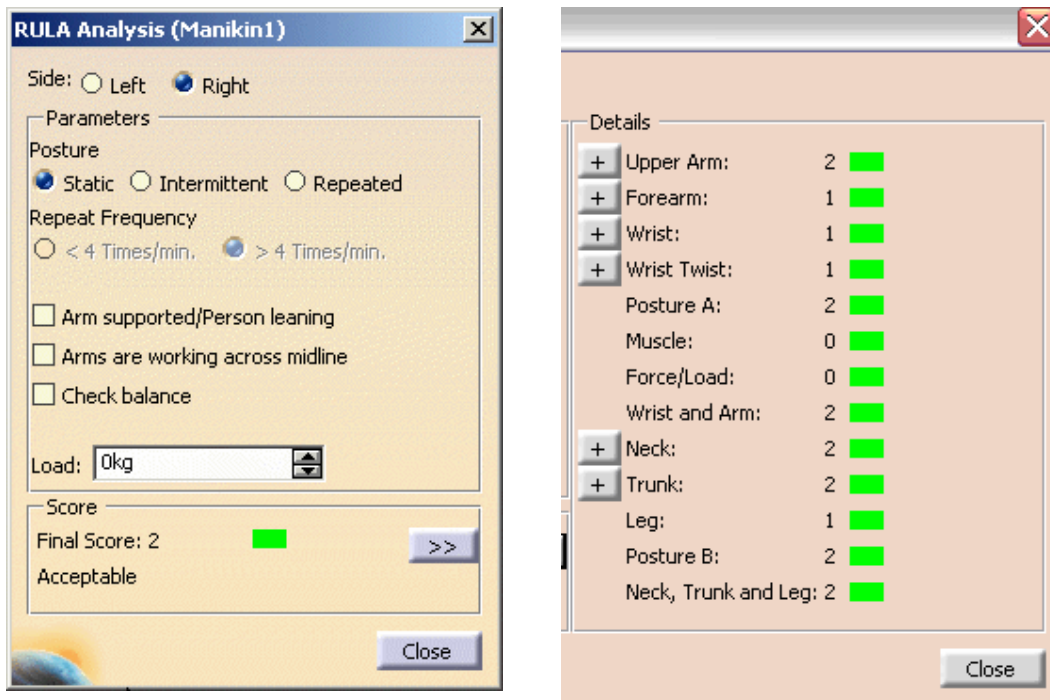 RULA Analysis (Manikin1)
Side: Left Right
Parameters
Posture
Static Intermittent Repeated
Repeat Frequency
< 4 Times/min. > 4 Times/min.
Arm supported/Person leaning
Arms are working across midline
Check balance
Load: 0kg
Score
Final Score: 2
>>
Acceptable
Close
Details
+ Upper Arm: 2
+ Forearm: 1
+ Wrist: 1
+ Wrist Twist: 1
Posture A: 2
Muscle: 0
Force/Load: 0
Wrist and Arm: 2
+ Neck: 2
+ Trunk: 2
Leg: 1
Posture B: 2
Neck, Trunk and Leg: 2
Close